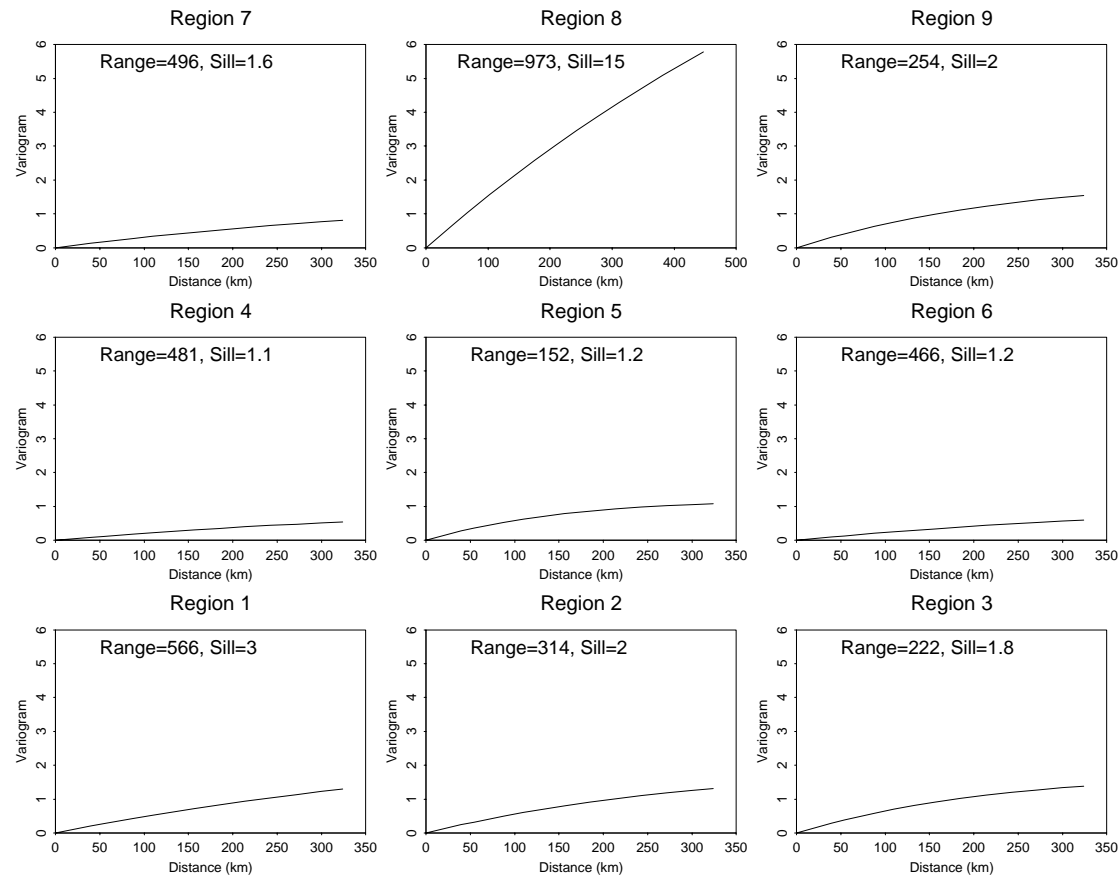 Region 7
Range=496, Sill=1.6
Variogram
0 1 2 3 4 5 6
0 50 100 150 200 250 300 350
Distance (km)
Region 8
Range=973, Sill=15
Variogram
0 1 2 3 4 5 6
0 100 200 300 400 500
Distance (km)
Region 9
Range=254, Sill=2
Variogram
0 1 2 3 4 5 6
0 50 100 150 200 250 300 350
Distance (km)
Region 4
Range=481, Sill=1.1
Variogram
0 1 2 3 4 5 6
0 50 100 150 200 250 300 350
Distance (km)
Region 5
Range=152, Sill=1.2
Variogram
0 1 2 3 4 5 6
0 50 100 150 200 250 300 350
Distance (km)
Region 6
Range=466, Sill=1.2
Variogram
0 1 2 3 4 5 6
0 50 100 150 200 250 300 350
Distance (km)
Region 1
Range=566, Sill=3
Variogram
0 1 2 3 4 5 6
0 50 100 150 200 250 300 350
Distance (km)
Region 2
Range=314, Sill=2
Variogram
0 1 2 3 4 5 6
0 50 100 150 200 250 300 350
Distance (km)
Region 3
Range=222, Sill=1.8
Variogram
0 1 2 3 4 5 6
0 50 100 150 200 250 300 350
Distance (km)